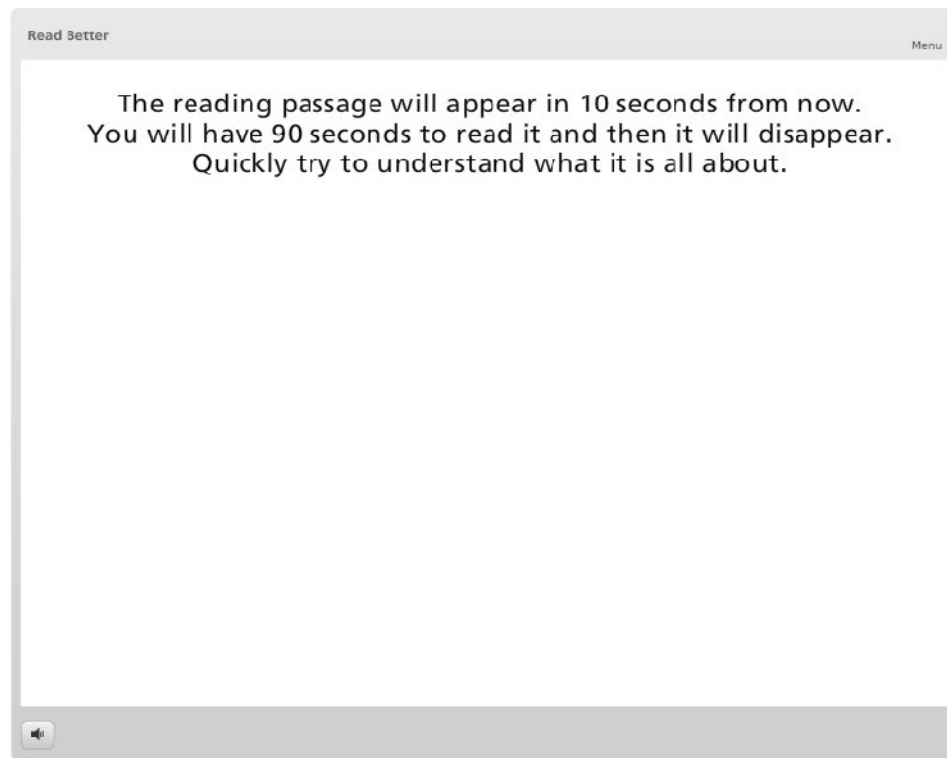 Read Better
Menu
The reading passage will appear in 10 seconds from now.
You will have 90 seconds to read it and then it will disappear.
Quickly try to understand what it is all about.